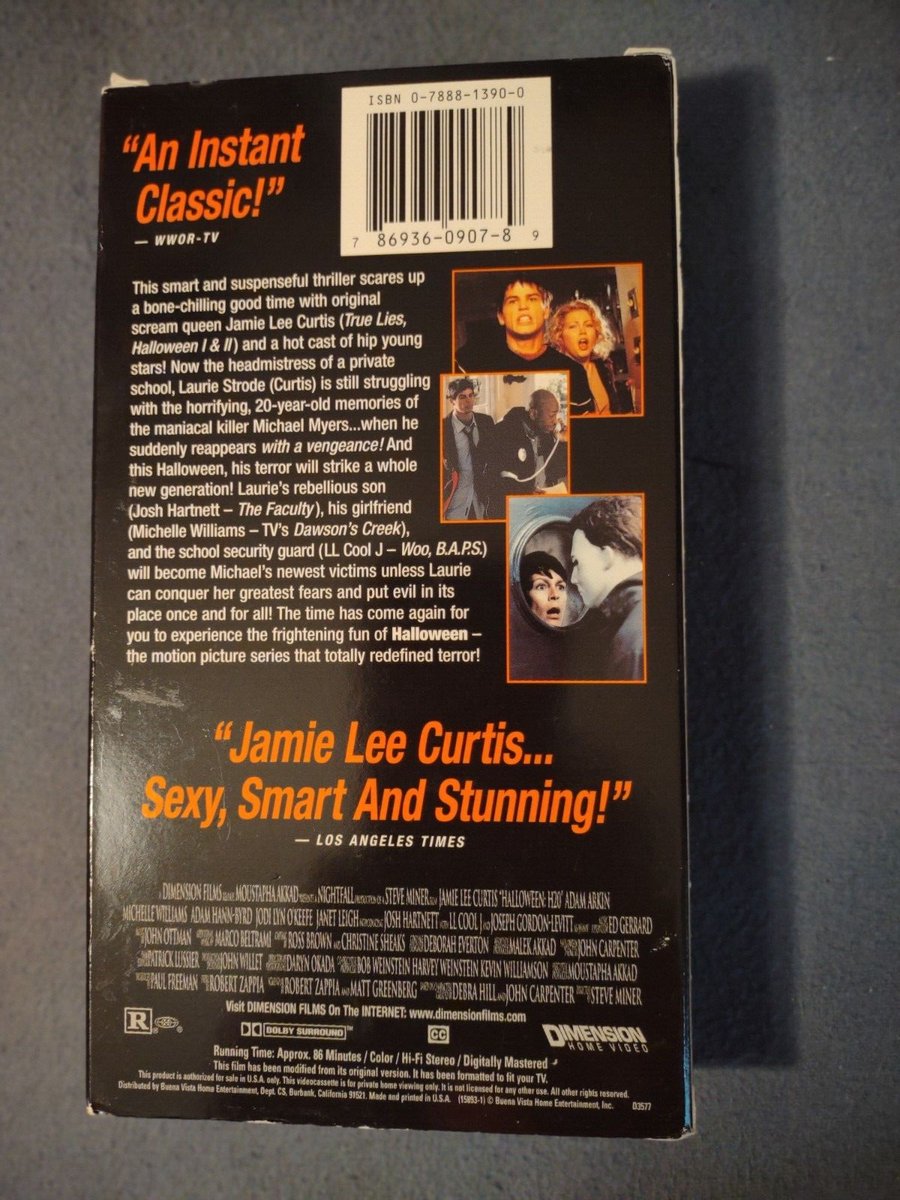 ISBN 0-7888-1390-0
7 86936-0907-8 9
“An Instant
Classic!”
— WWOR-TV
This smart and suspenseful thriller scares up
a bone-chilling good time with original
scream queen Jamie Lee Curtis (True Lies,
Halloween I & II) and a hot cast of hip young
stars! Now the headmistress of a private
school, Laurie Strode (Curtis) is still struggling
with the horrifying, 20-year-old memories of
the maniacal killer Michael Myers...when he
suddenly reappears with a vengeance! And
this Halloween, his terror will strike a whole
new generation! Laurie's rebellious son
(Josh Hartnett – The Faculty), his girlfriend
(Michelle Williams – TV's Dawson's Creek),
and the school security guard (LL Cool J – Woo, B.A.P.S.)
will become Michael's newest victims unless Laurie
can conquer her greatest fears and put evil in its
place once and for all! The time has come again for
you to experience the frightening fun of Halloween –
the motion picture series that totally redefined terror!
“Jamie Lee Curtis...
Sexy, Smart And Stunning!”
— LOS ANGELES TIMES
DIMENSION FILMS MOUSTAPHA AKKAD NIGHTFALL STEVE MINER JAMIE LEE CURTIS "HALLOWEEN: H20" ADAM ARKIN
MICHELLE WILLIAMS ADAM HANN-BYRD JODI LYN O'KEEFE JANET LEIGH JOSH HARTNETT LL COOL J JOSEPH GORDON-LEVITT ED GERRARD
JOHN OTTMAN MARCO BELTRAMI ROSS BROWN AND CHRISTINE SHEAKS DEBORAH EVERTON MALEK AKKAD JOHN CARPENTER
PATRICK LUSSIER JOHN WILLET DARYN OKADA BOB WEINSTEIN HARVEY WEINSTEIN KEVIN WILLIAMSON MOUSTAPHA AKKAD
PAUL FREEMAN ROBERT ZAPPIA ROBERT ZAPPIA AND MATT GREENBERG DEBRA HILL AND JOHN CARPENTER STEVE MINER
Visit DIMENSION FILMS On The INTERNET: www.dimensionfilms.com
R DOLBY SURROUND CC DIMENSION
HOME VIDEO
Running Time: Approx. 86 Minutes / Color / Hi-Fi Stereo / Digitally Mastered
This film has been modified from its original version. It has been formatted to fit your TV.
This product is authorized for sale in U.S.A. only. This videocassette is for private home viewing only. It is not licensed for any other use. All other rights reserved.
Distributed by Buena Vista Home Entertainment, Dept. CS, Burbank, California 91521. Made and printed in U.S.A. (15893-1) © Buena Vista Home Entertainment, Inc. D3577